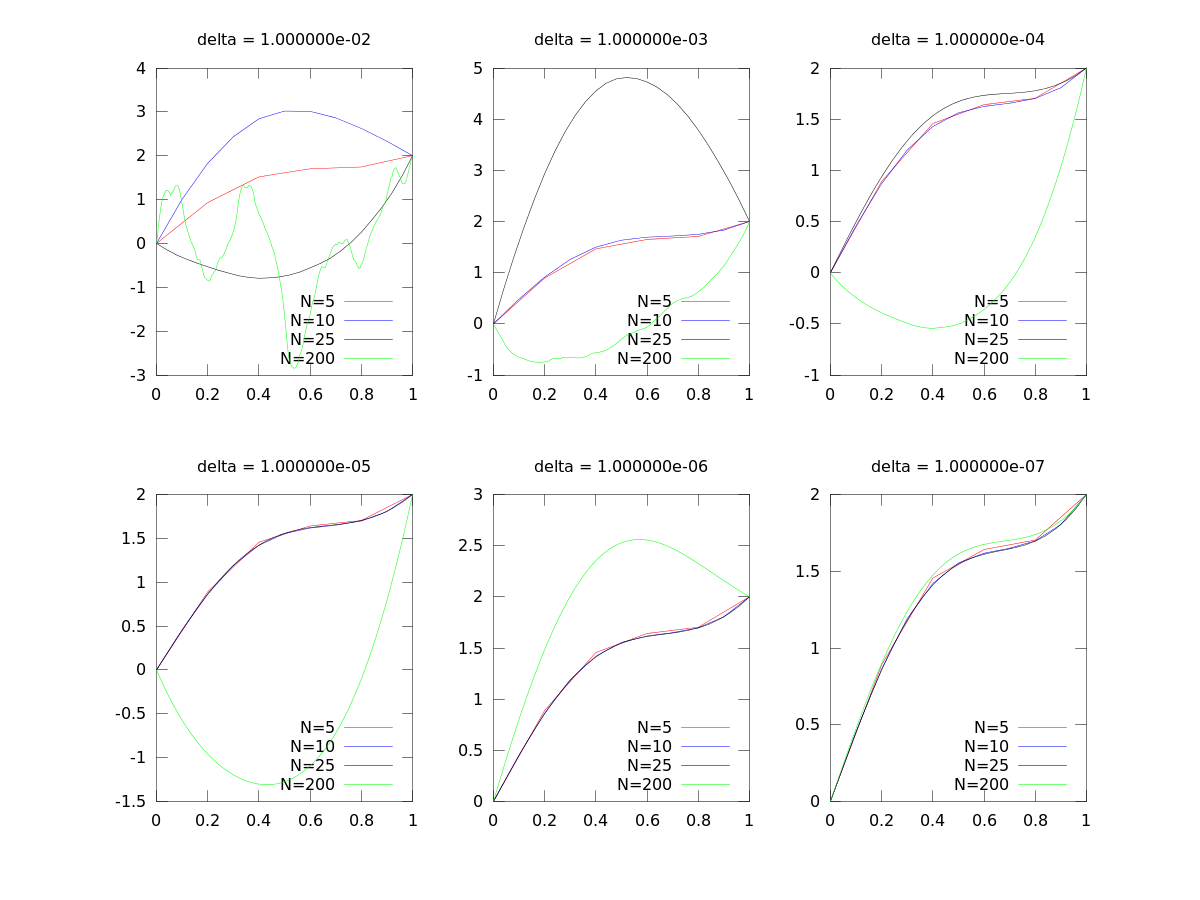 delta = 1.000000e-02
4
3
2
1
0
-1
-2
-3
0 0.2 0.4 0.6 0.8 1
N=5
N=10
N=25
N=200
delta = 1.000000e-03
5
4
3
2
1
0
-1
0 0.2 0.4 0.6 0.8 1
N=5
N=10
N=25
N=200
delta = 1.000000e-04
2
1.5
1
0.5
0
-0.5
-1
0 0.2 0.4 0.6 0.8 1
N=5
N=10
N=25
N=200
delta = 1.000000e-05
2
1.5
1
0.5
0
-0.5
-1
-1.5
0 0.2 0.4 0.6 0.8 1
N=5
N=10
N=25
N=200
delta = 1.000000e-06
3
2.5
2
1.5
1
0.5
0
0 0.2 0.4 0.6 0.8 1
N=5
N=10
N=25
N=200
delta = 1.000000e-07
2
1.5
1
0.5
0
0 0.2 0.4 0.6 0.8 1
N=5
N=10
N=25
N=200